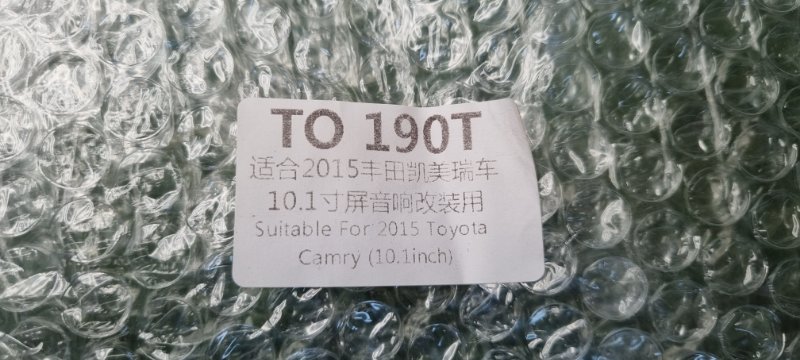 TO 190T
适合2015丰田凯美瑞车
10.1寸屏音响改装用
Suitable For 2015 Toyota
Camry (10.1inch)